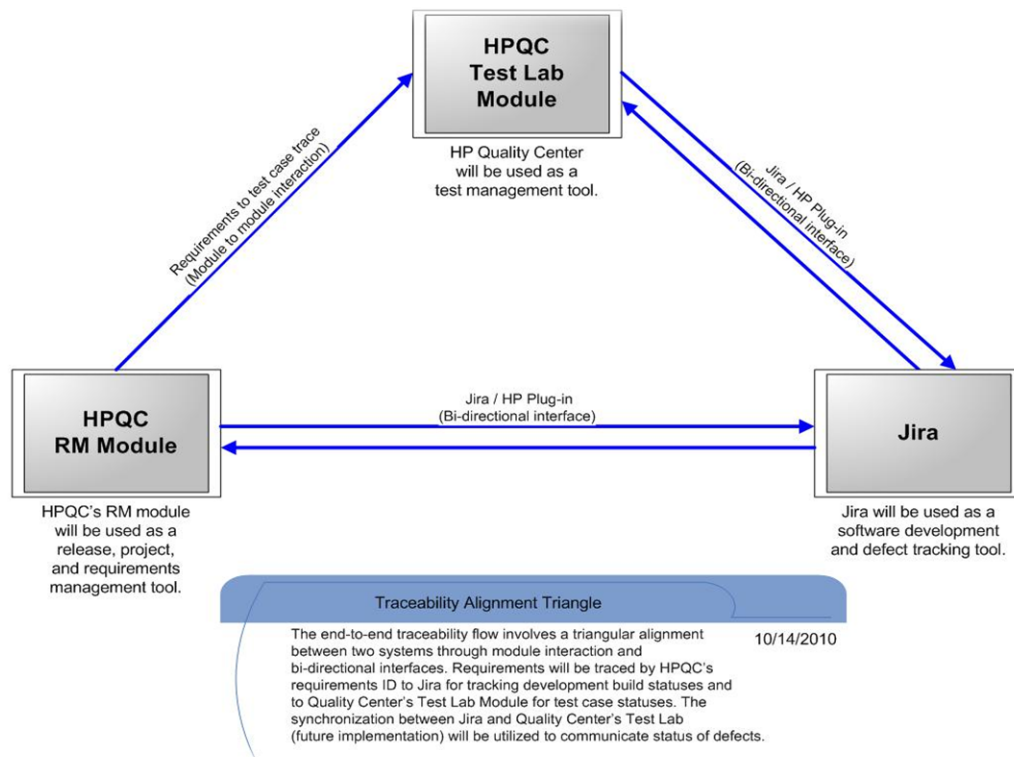 HPQC
Test Lab
Module
HP Quality Center
will be used as a
test management tool.
Requirements to test case trace
(Module to module interaction)
Jira / HP Plug-in
(Bi-directional interface)
HPQC
RM Module
Jira / HP Plug-in
(Bi-directional interface)
Jira
HPQC's RM module
will be used as a
release, project,
and requirements
management tool.
Jira will be used as a
software development
and defect tracking tool.
Traceability Alignment Triangle
The end-to-end traceability flow involves a triangular alignment
between two systems through module interaction and
bi-directional interfaces. Requirements will be traced by HPQC's
requirements ID to Jira for tracking development build statuses and
to Quality Center's Test Lab Module for test case statuses. The
synchronization between Jira and Quality Center's Test Lab
(future implementation) will be utilized to communicate status of defects.
10/14/2010